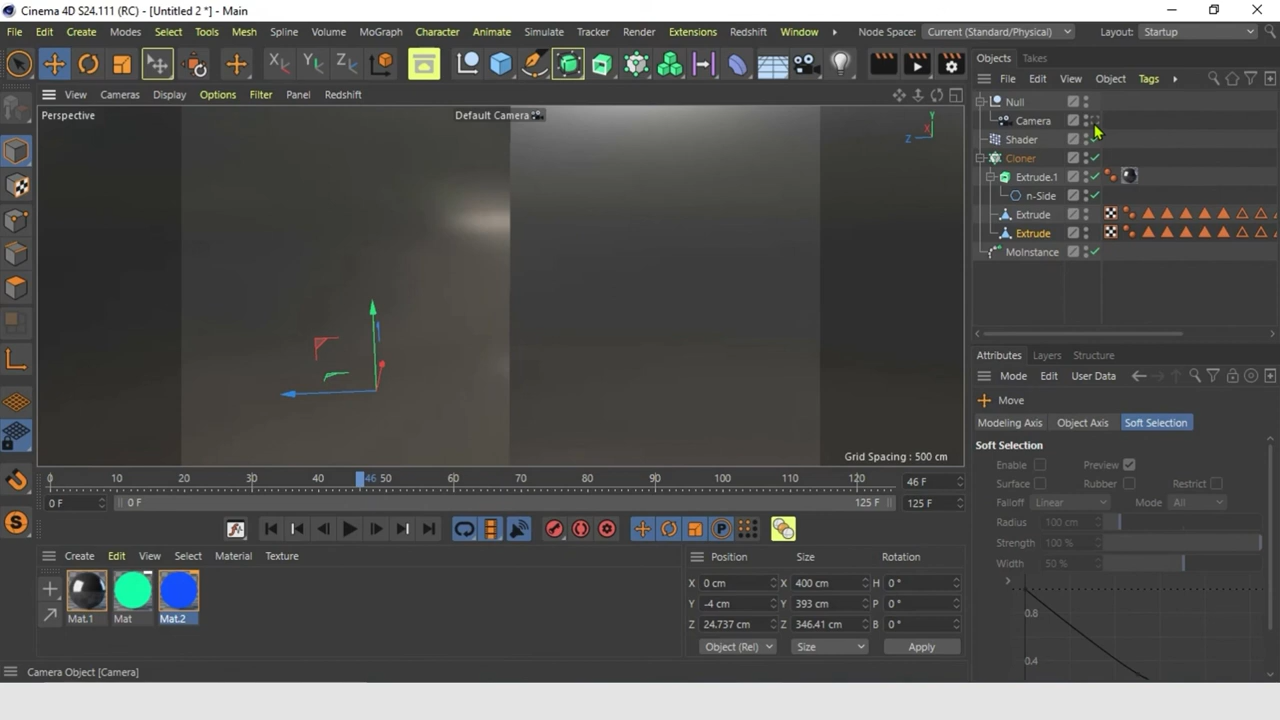 Cinema 4D S24.111 (RC) - [Untitled 2 *] - Main
File Edit Create Modes Select Tools Mesh Spline Volume MoGraph Character Animate Simulate Tracker Render Extensions Redshift Window Node Space: Current (Standard/Physical) Layout: Startup
X Y Z
Objects Takes
File Edit View Object Tags
View Cameras Display Options Filter Panel Redshift
Perspective
Default Camera
Y
X
Z
Grid Spacing : 500 cm
Null
Camera
Shader
Cloner
Extrude.1
n-Side
Extrude
Extrude
MoInstance
Attributes Layers Structure
Mode Edit User Data
Move
Modeling Axis Object Axis Soft Selection
Soft Selection
Enable Preview
Surface Rubber Restrict
Falloff Linear Mode All
Radius 100 cm
Strength 100 %
Width 50 %
0.8
0.4
0 10 20 30 40 46 50 60 70 80 90 100 110 120 46 F
0 F 0 F 125 F 125 F
P
S
Create Edit View Select Material Texture
Mat.1 Mat Mat.2
Position Size Rotation
X 0 cm X 400 cm H 0 °
Y -4 cm Y 393 cm P 0 °
Z 24.737 cm Z 346.41 cm B 0 °
Object (Rel) Size Apply
Camera Object [Camera]